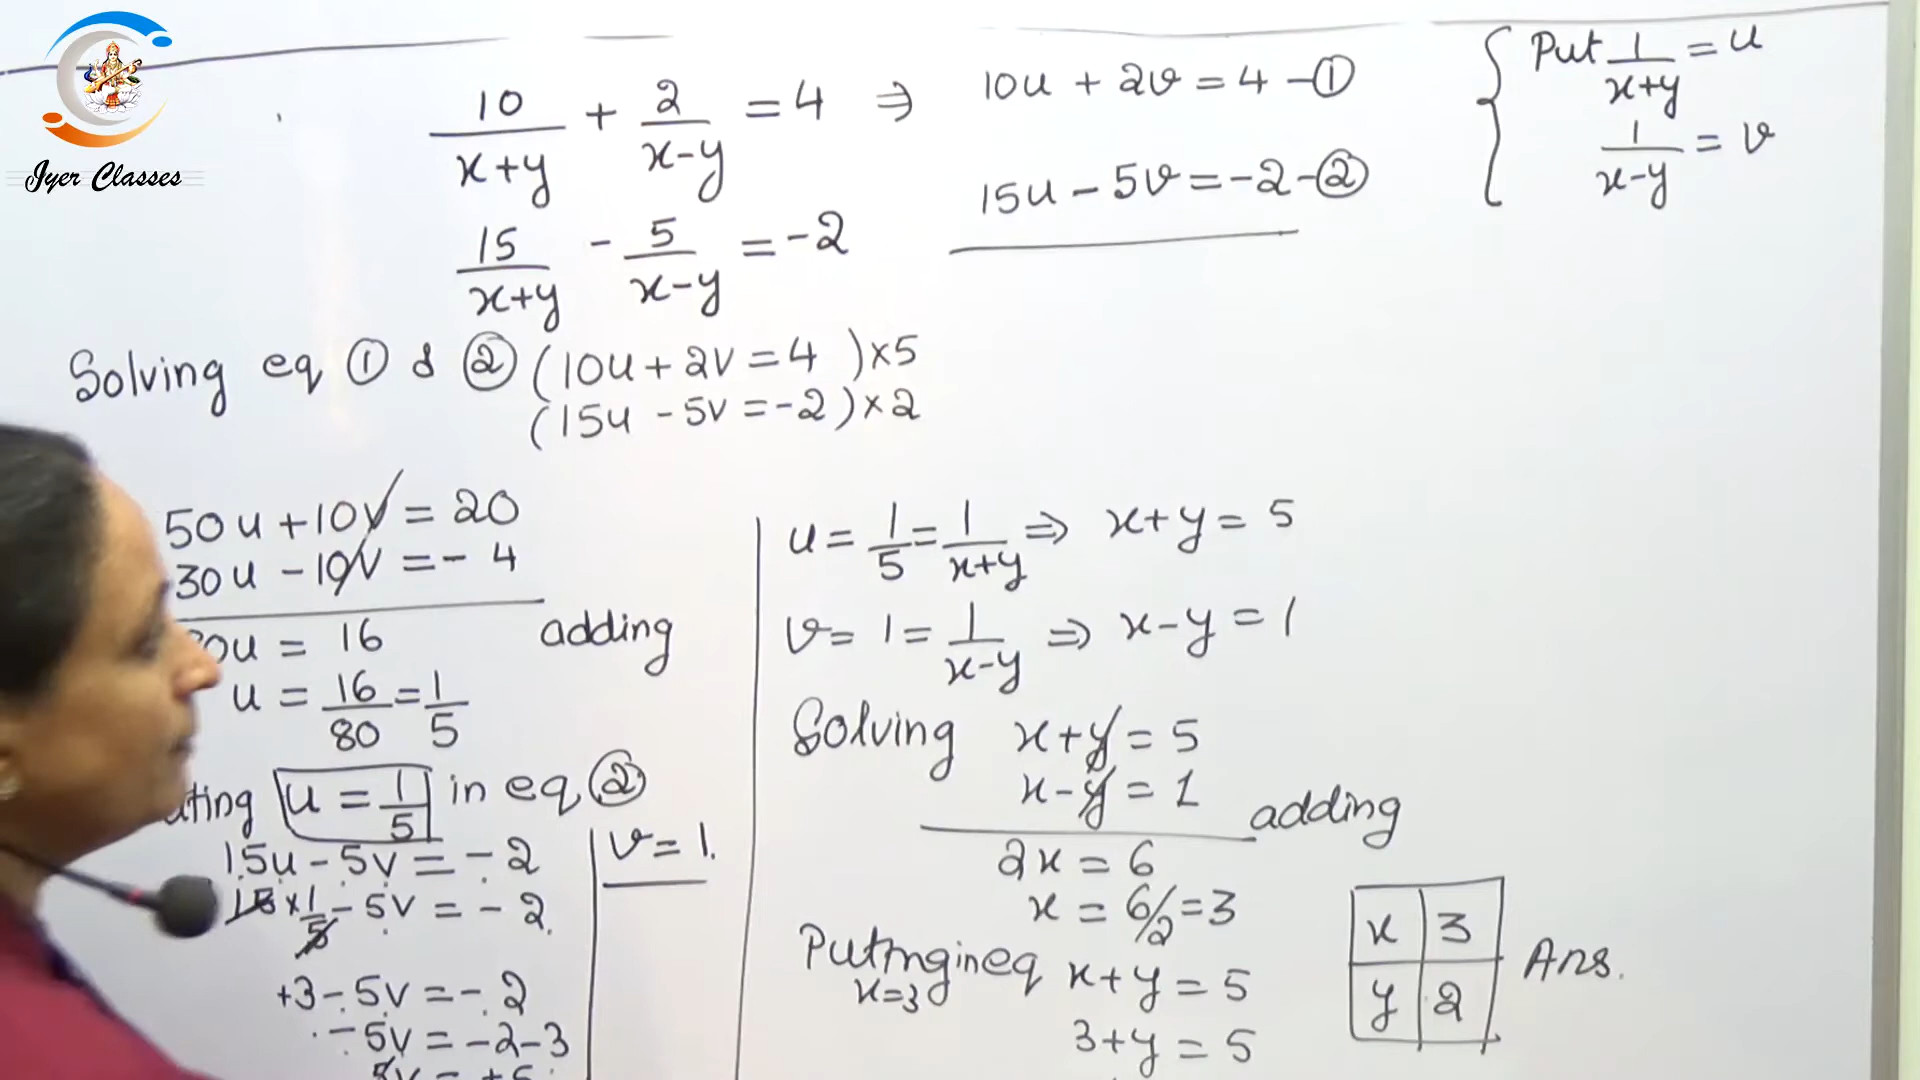 Iyer Classes
10/(x+y) + 2/(x-y) = 4 ⇒ 10u + 2v = 4 - ①
15/(x+y) - 5/(x-y) = -2
15u - 5v = -2 - ②
{ Put 1/(x+y) = u
1/(x-y) = v
Solving eq ① & ② (10u + 2v = 4 ) × 5
(15u - 5v = -2) × 2
50u + 10v = 20
30u - 10v = - 4
0u = 16 adding
u = 16/80 = 1/5
ting u = 1/5 in eq ②
15u - 5v = - 2
15 × 1/5 - 5v = - 2
+3 - 5v = - 2
- 5v = -2 - 3
v = 1.
u = 1/5 = 1/(x+y) ⇒ x+y = 5
v = 1 = 1/(x-y) ⇒ x-y = 1
Solving x+y = 5
x-y = 1
adding
2x = 6
x = 6/2 = 3
Putting in eq x+y = 5
x=3
3+y = 5
x 3
y 2
Ans.